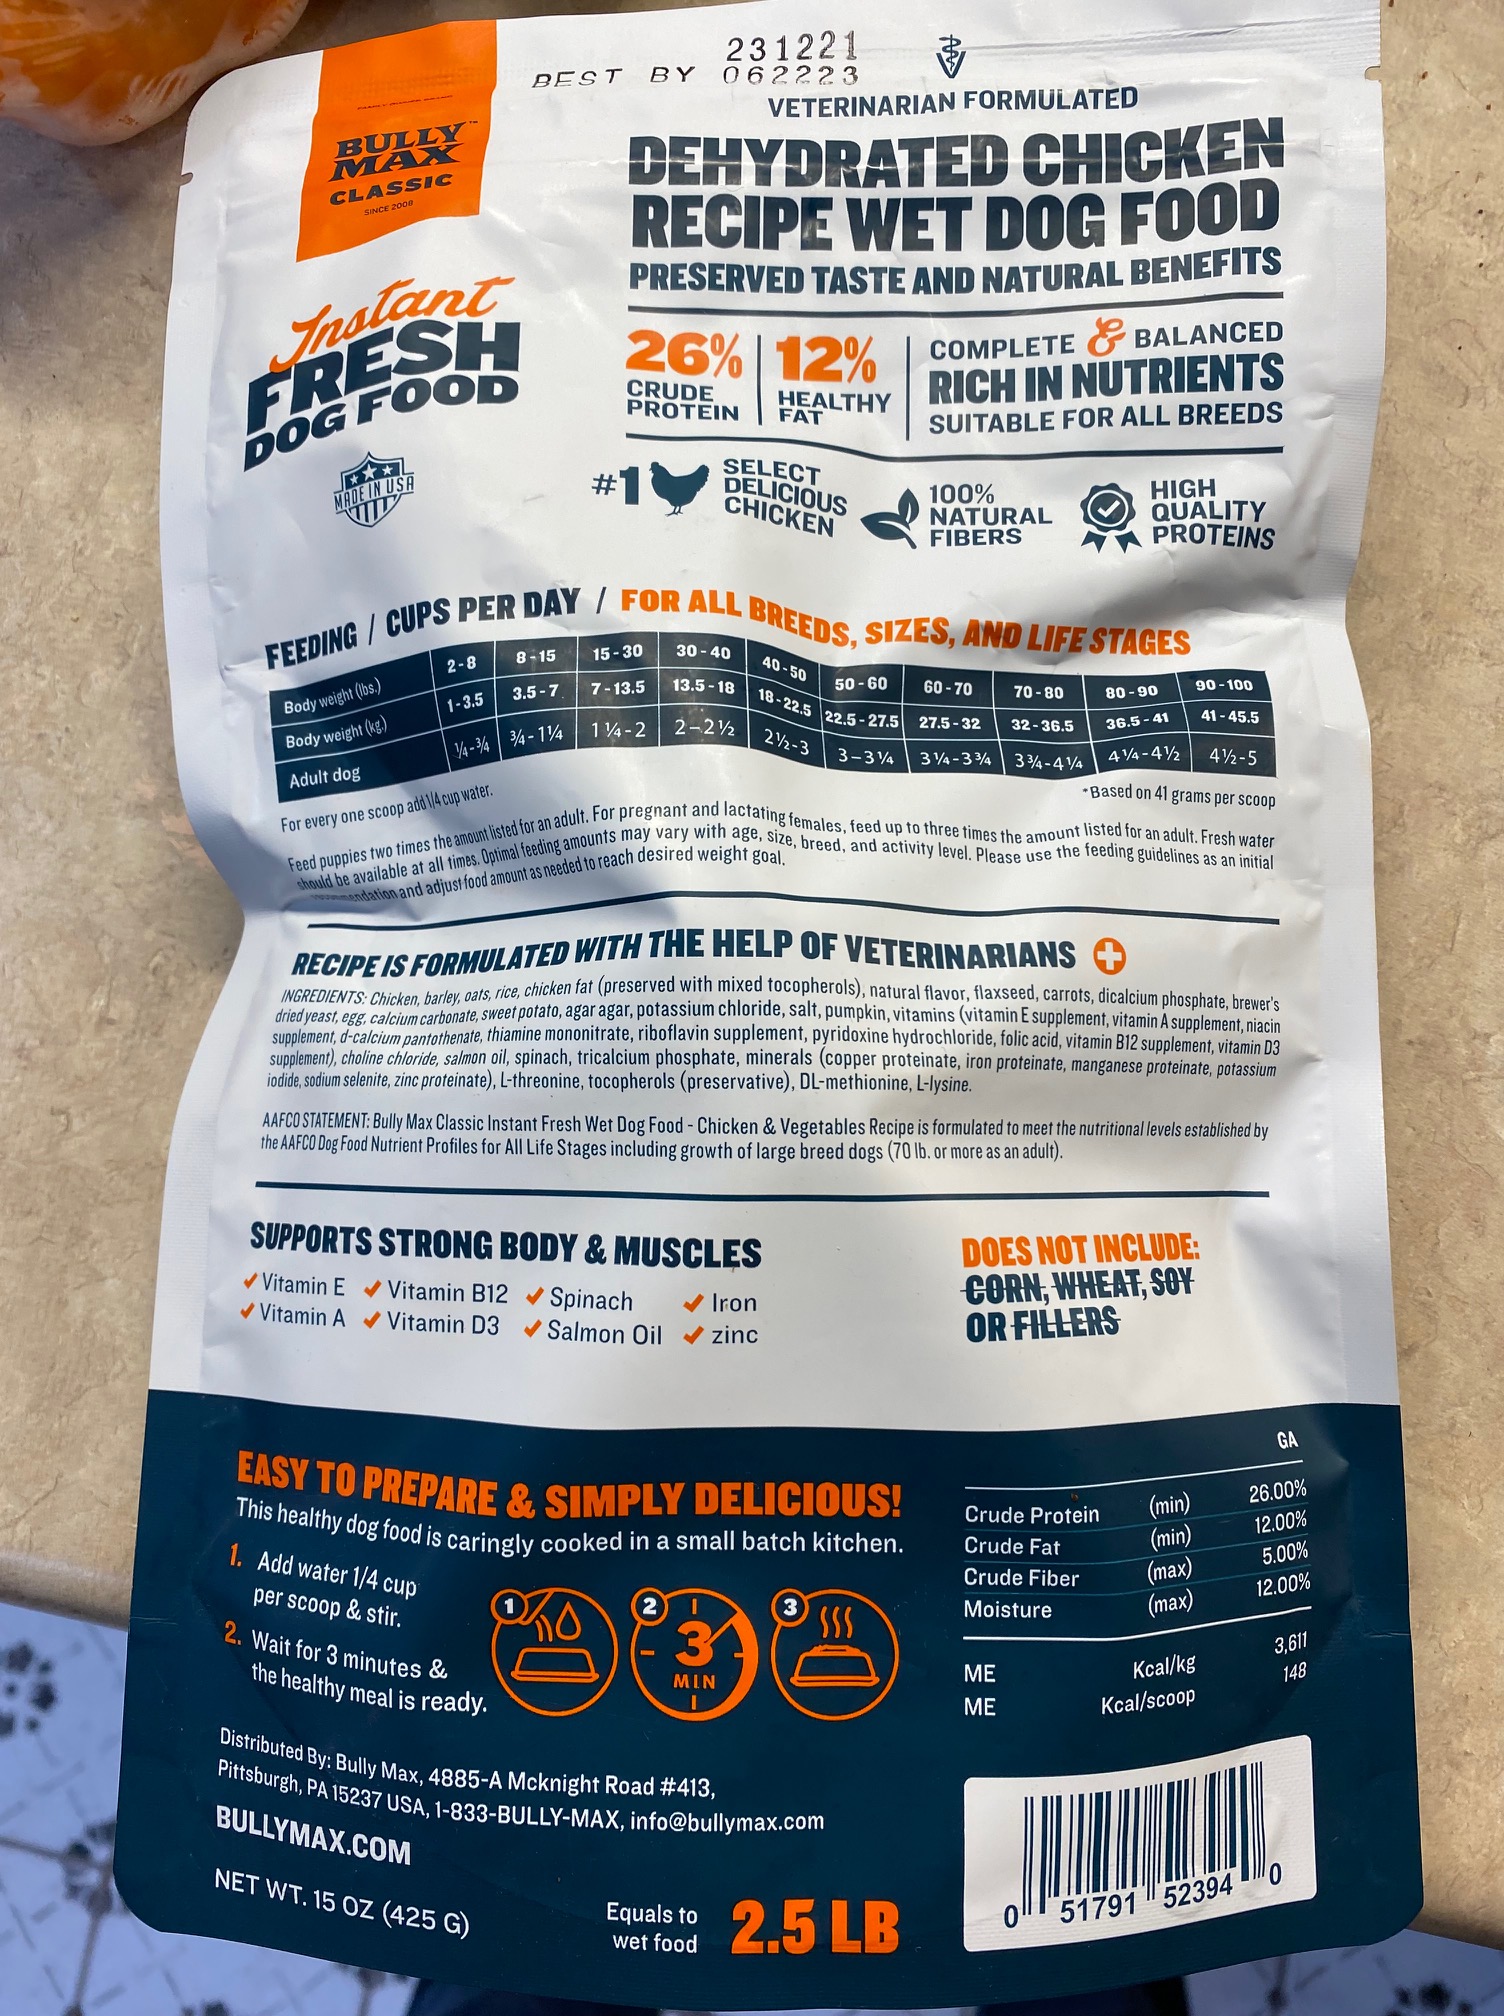 231221
BEST BY 062223
VETERINARIAN FORMULATED
BULLY
MAX™
CLASSIC
SINCE 2008
DEHYDRATED CHICKEN
RECIPE WET DOG FOOD
PRESERVED TASTE AND NATURAL BENEFITS
Instant
FRESH
DOG FOOD
MADE IN USA
26%
CRUDE
PROTEIN
12%
HEALTHY
FAT
COMPLETE & BALANCED
RICH IN NUTRIENTS
SUITABLE FOR ALL BREEDS
#1
SELECT
DELICIOUS
CHICKEN
100%
NATURAL
FIBERS
HIGH
QUALITY
PROTEINS
FEEDING / CUPS PER DAY / FOR ALL BREEDS, SIZES, AND LIFE STAGES
Body weight (lbs.) 2-8 8-15 15-30 30-40 40-50 50-60 60-70 70-80 80-90 90-100
Body weight (kg) 1-3.5 3.5-7 7-13.5 13.5-18 18-22.5 22.5-27.5 27.5-32 32-36.5 36.5-41 41-45.5
Adult dog ¼-¾ ¾-1¼ 1¼-2 2-2½ 2½-3 3-3¼ 3¼-3¾ 3¾-4¼ 4¼-4½ 4½-5
For every one scoop add 1/4 cup water.
*Based on 41 grams per scoop
Feed puppies two times the amount listed for an adult. For pregnant and lactating females, feed up to three times the amount listed for an adult. Fresh water
should be available at all times. Optimal feeding amounts may vary with age, size, breed, and activity level. Please use the feeding guidelines as an initial
and adjust food amount as needed to reach desired weight goal.
RECIPE IS FORMULATED WITH THE HELP OF VETERINARIANS
INGREDIENTS: Chicken, barley, oats, rice, chicken fat (preserved with mixed tocopherols), natural flavor, flaxseed, carrots, dicalcium phosphate, brewer's
dried yeast, egg, calcium carbonate, sweet potato, agar agar, potassium chloride, salt, pumpkin, vitamins (vitamin E supplement, vitamin A supplement, niacin
supplement, d-calcium pantothenate, thiamine mononitrate, riboflavin supplement, pyridoxine hydrochloride, folic acid, vitamin B12 supplement, vitamin D3
supplement), choline chloride, salmon oil, spinach, tricalcium phosphate, minerals (copper proteinate, iron proteinate, manganese proteinate, potassium
iodide, sodium selenite, zinc proteinate), L-threonine, tocopherols (preservative), DL-methionine, L-lysine.
AAFCO STATEMENT: Bully Max Classic Instant Fresh Wet Dog Food - Chicken & Vegetables Recipe is formulated to meet the nutritional levels established by
the AAFCO Dog Food Nutrient Profiles for All Life Stages including growth of large breed dogs (70 lb. or more as an adult).
SUPPORTS STRONG BODY & MUSCLES
Vitamin E Vitamin B12 Spinach Iron
Vitamin A Vitamin D3 Salmon Oil zinc
DOES NOT INCLUDE:
CORN, WHEAT, SOY
OR FILLERS
EASY TO PREPARE & SIMPLY DELICIOUS!
This healthy dog food is caringly cooked in a small batch kitchen.
1. Add water 1/4 cup
per scoop & stir.
2. Wait for 3 minutes &
the healthy meal is ready.
1
2
3
MIN
3
GA
Crude Protein (min) 26.00%
Crude Fat (min) 12.00%
Crude Fiber (max) 5.00%
Moisture (max) 12.00%
ME Kcal/kg 3,611
ME Kcal/scoop 148
Distributed By: Bully Max, 4885-A Mcknight Road #413,
Pittsburgh, PA 15237 USA, 1-833-BULLY-MAX, info@bullymax.com
BULLYMAX.COM
NET WT. 15 OZ (425 G)
Equals to
wet food
2.5 LB
0 51791 52394 0